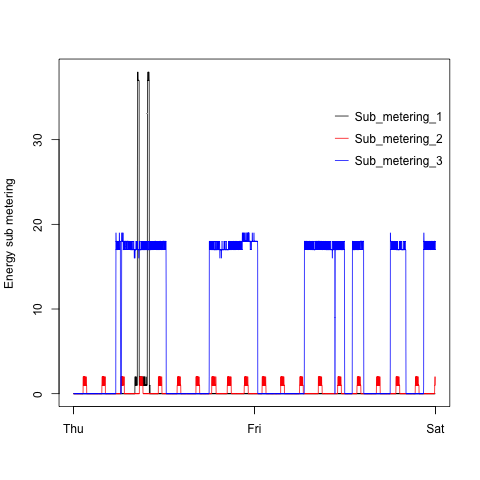 Energy sub metering
30
20
10
0
Sub_metering_1
Sub_metering_2
Sub_metering_3
Thu Fri Sat